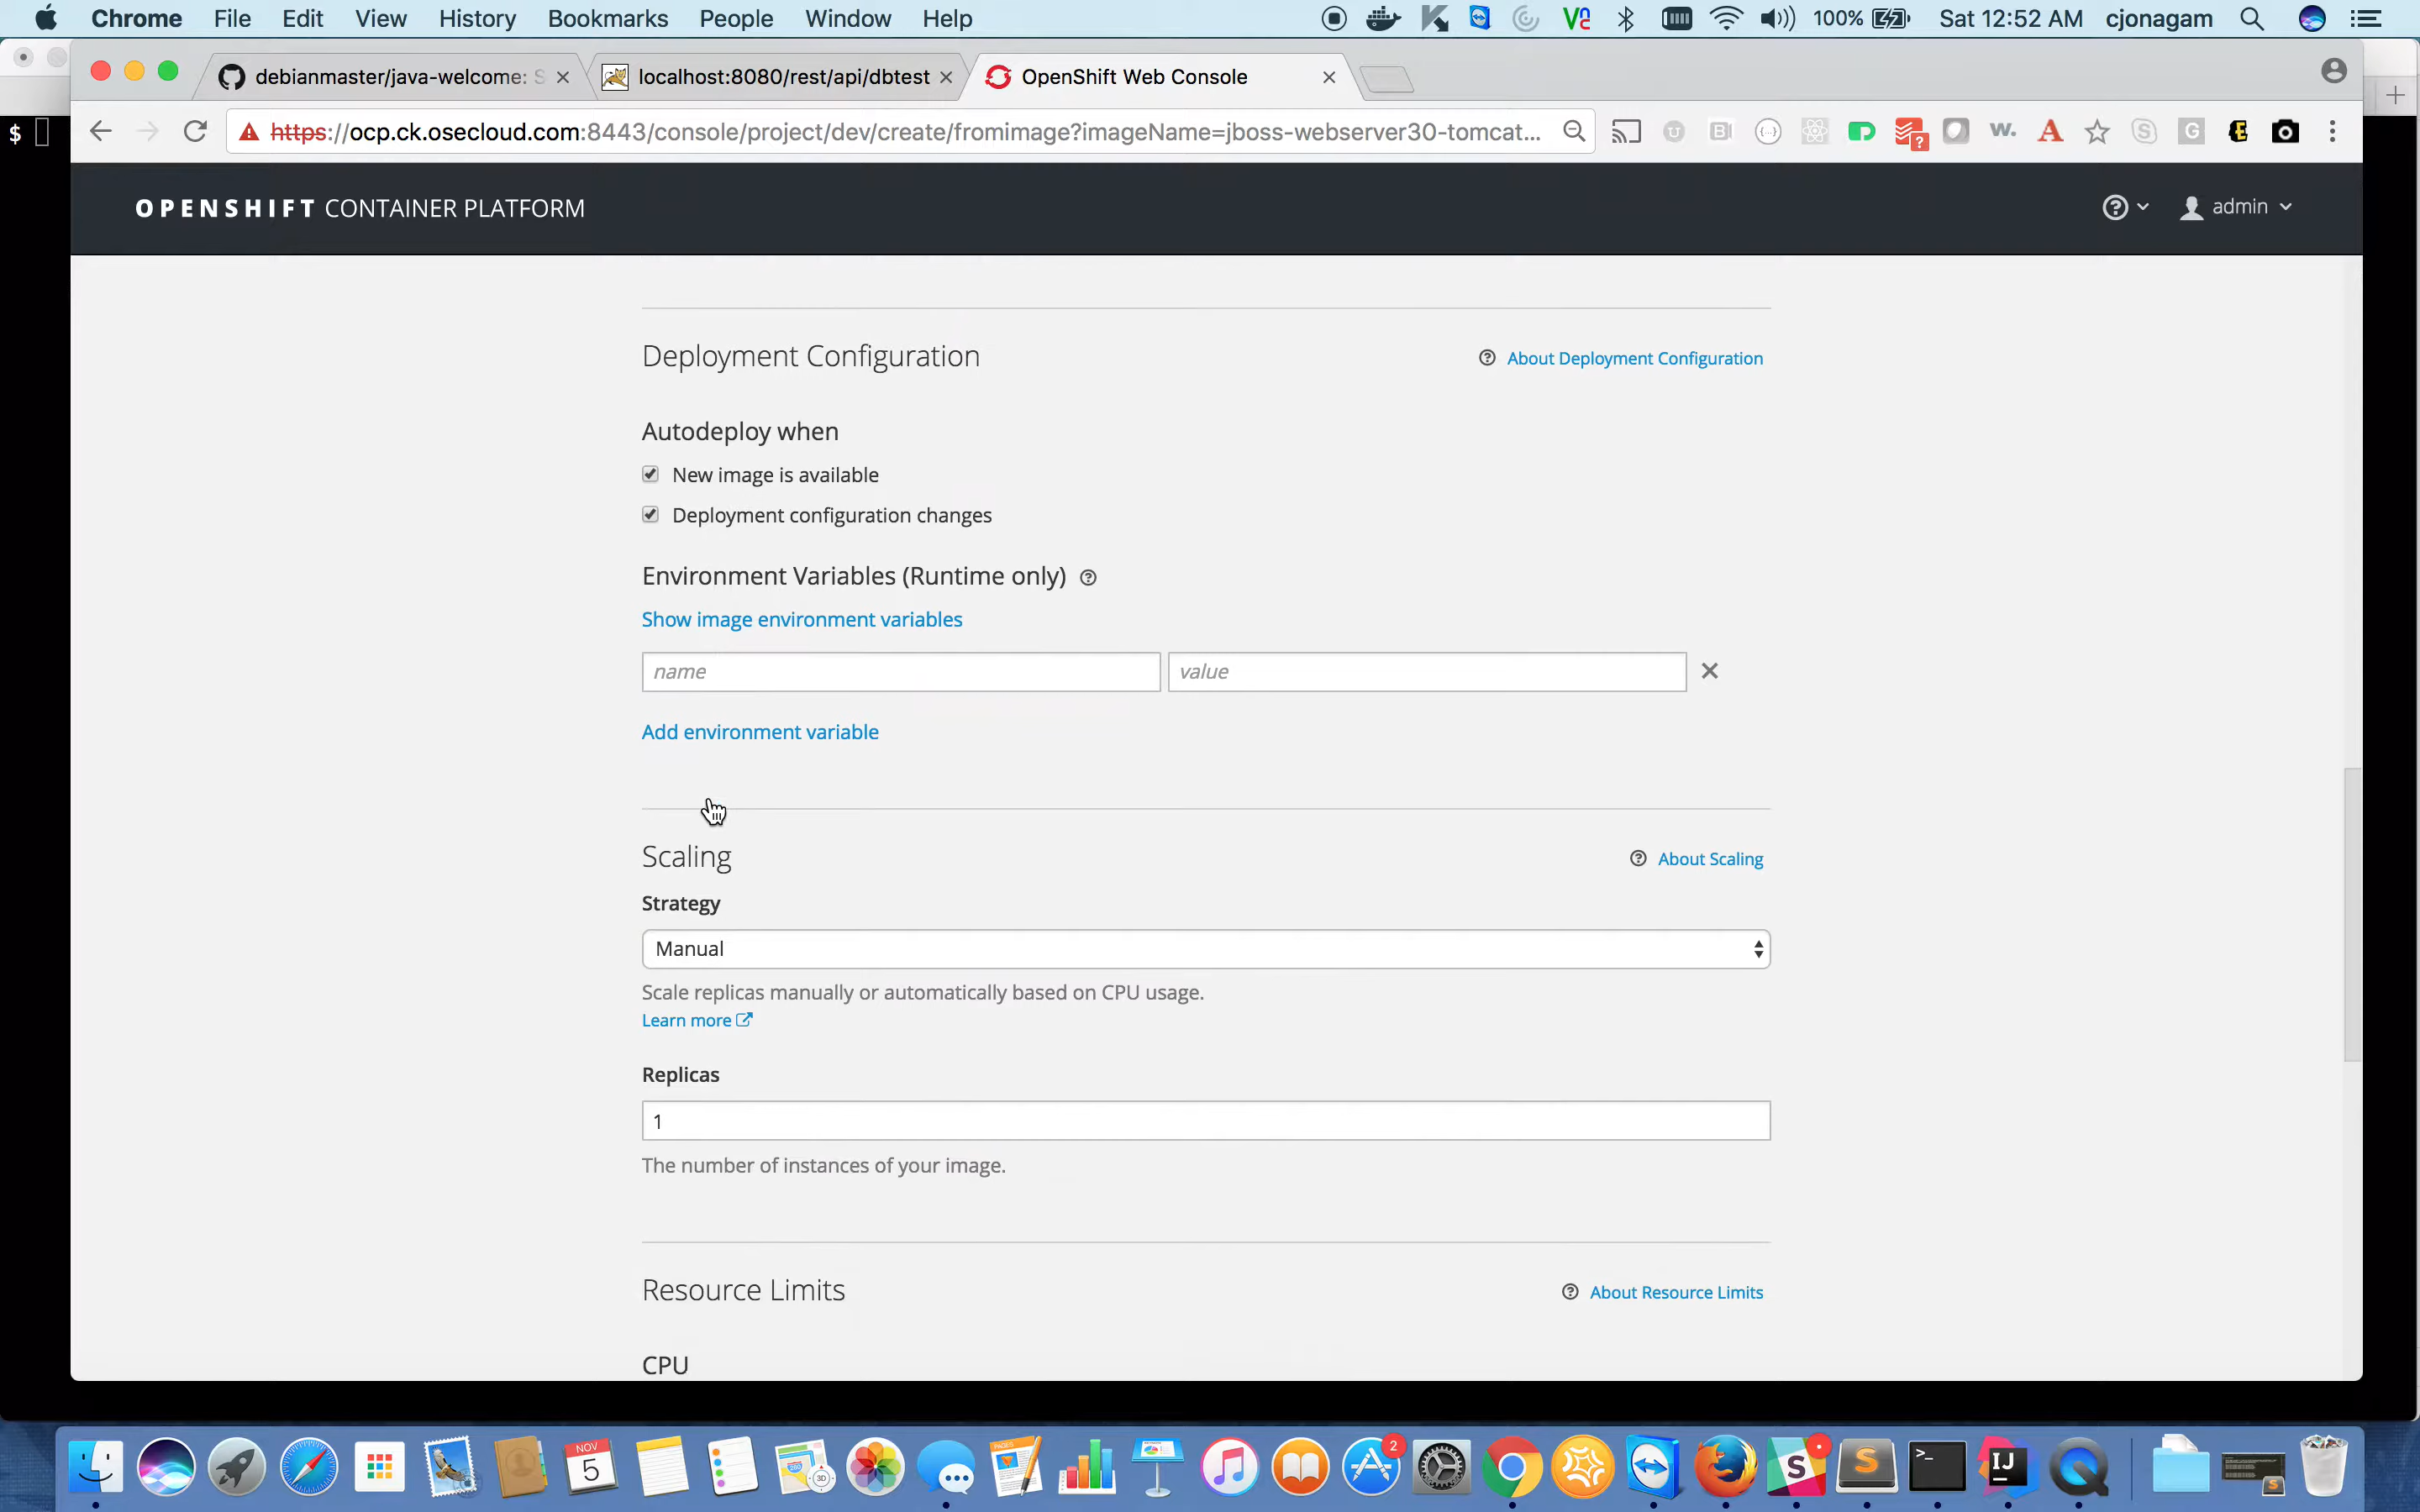 Chrome File Edit View History Bookmarks People Window Help 100% Sat 12:52 AM cjonagam
debianmaster/java-welcome: S
localhost:8080/rest/api/dbtest
OpenShift Web Console
$
https://ocp.ck.osecloud.com:8443/console/project/dev/create/fromimage?imageName=jboss-webserver30-tomcat...
OPENSHIFT CONTAINER PLATFORM
admin
Deployment Configuration
About Deployment Configuration
Autodeploy when
New image is available
Deployment configuration changes
Environment Variables (Runtime only)
Show image environment variables
name
value
Add environment variable
Scaling
About Scaling
Strategy
Manual
Scale replicas manually or automatically based on CPU usage.
Learn more
Replicas
1
The number of instances of your image.
Resource Limits
About Resource Limits
CPU
NOV
5
2